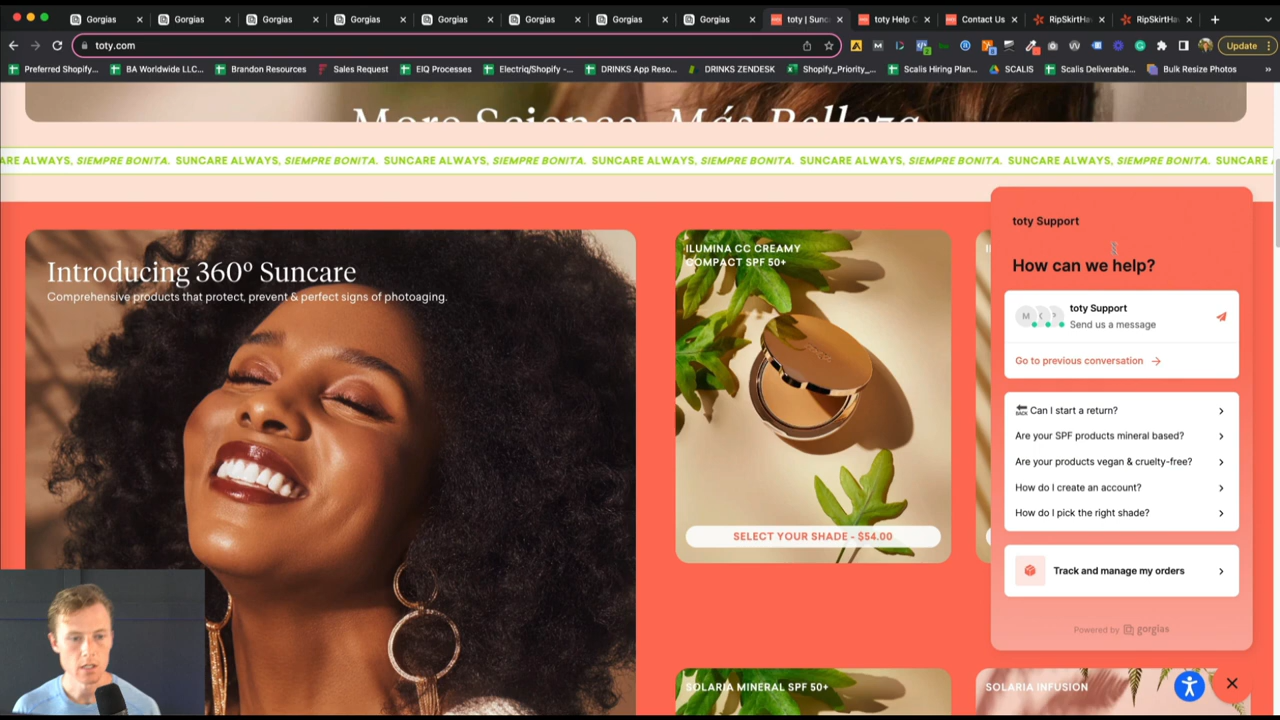 Gorgias
Gorgias
Gorgias
Gorgias
Gorgias
Gorgias
Gorgias
Gorgias
toty | Sunc
toty Help C
Contact Us
RipSkirtHa
RipSkirtHa
toty.com
Update
Preferred Shopify...
BA Worldwide LLC...
Brandon Resources
Sales Request
EIQ Processes
Electriq/Shopify -...
DRINKS App Reso...
DRINKS ZENDESK
Shopify_Priority_...
Scalis Hiring Plan...
SCALIS
Scalis Deliverable...
Bulk Resize Photos
More Science. Más Belleza
ARE ALWAYS, SIEMPRE BONITA. SUNCARE ALWAYS, SIEMPRE BONITA. SUNCARE ALWAYS, SIEMPRE BONITA. SUNCARE ALWAYS, SIEMPRE BONITA. SUNCARE ALWAYS, SIEMPRE BONITA. SUNCARE ALWAYS, SIEMPRE BONITA. SUNCARE
Introducing 360º Suncare
Comprehensive products that protect, prevent & perfect signs of photoaging.
ILUMINA CC CREAMY
COMPACT SPF 50+
SELECT YOUR SHADE - $54.00
toty Support
How can we help?
M C P
toty Support
Send us a message
Go to previous conversation
BACK Can I start a return?
Are your SPF products mineral based?
Are your products vegan & cruelty-free?
How do I create an account?
How do I pick the right shade?
Track and manage my orders
Powered by gorgias
SOLARIA MINERAL SPF 50+
SOLARIA INFUSION